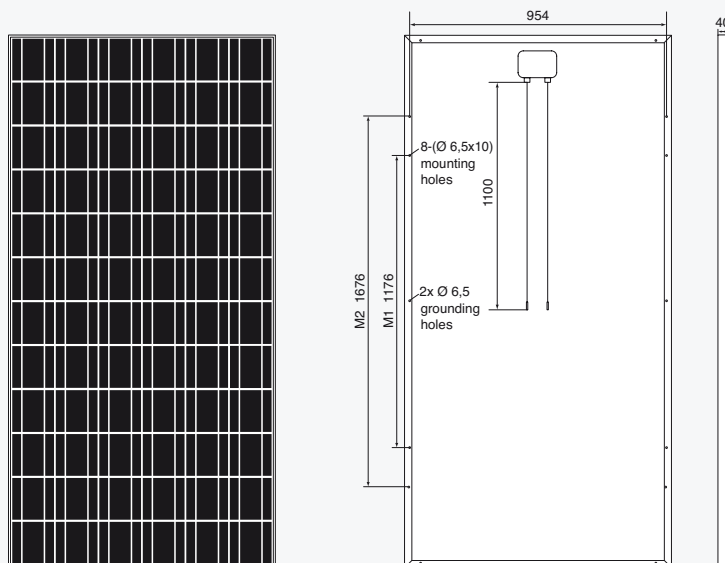 954
40
8-(Ø 6,5x10)
mounting
holes
1100
M2 1676
M1 1176
2x Ø 6,5
grounding
holes